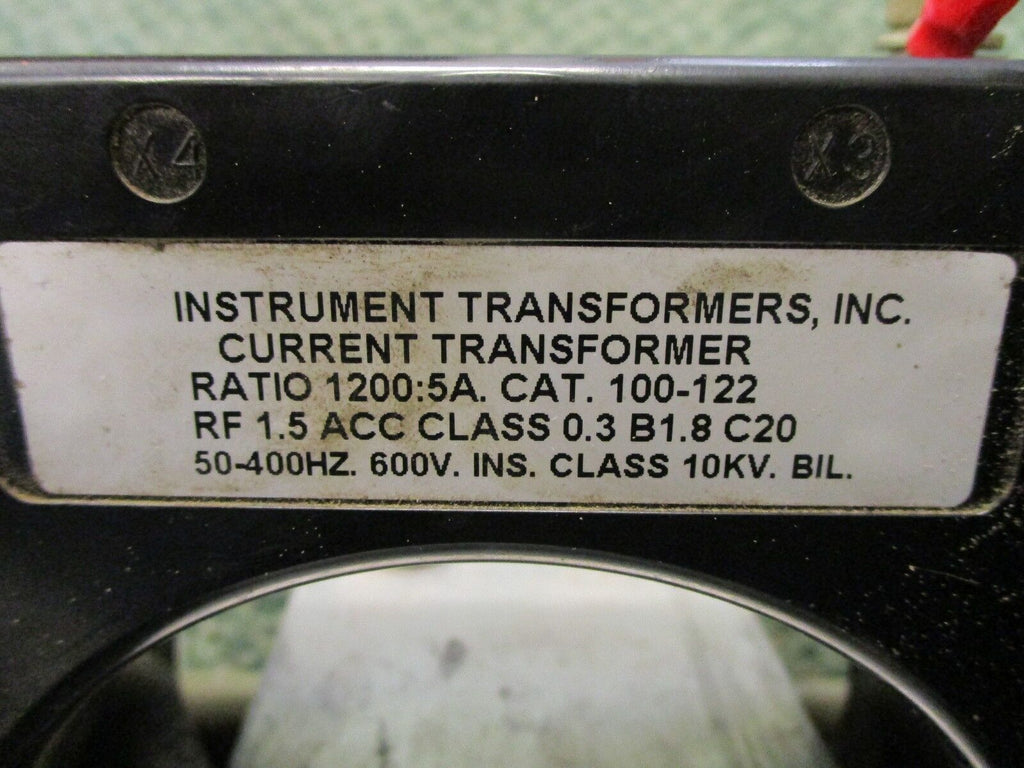 X4 X3
INSTRUMENT TRANSFORMERS, INC.
CURRENT TRANSFORMER
RATIO 1200:5A. CAT. 100-122
RF 1.5 ACC CLASS 0.3 B1.8 C20
50-400HZ. 600V. INS. CLASS 10KV. BIL.